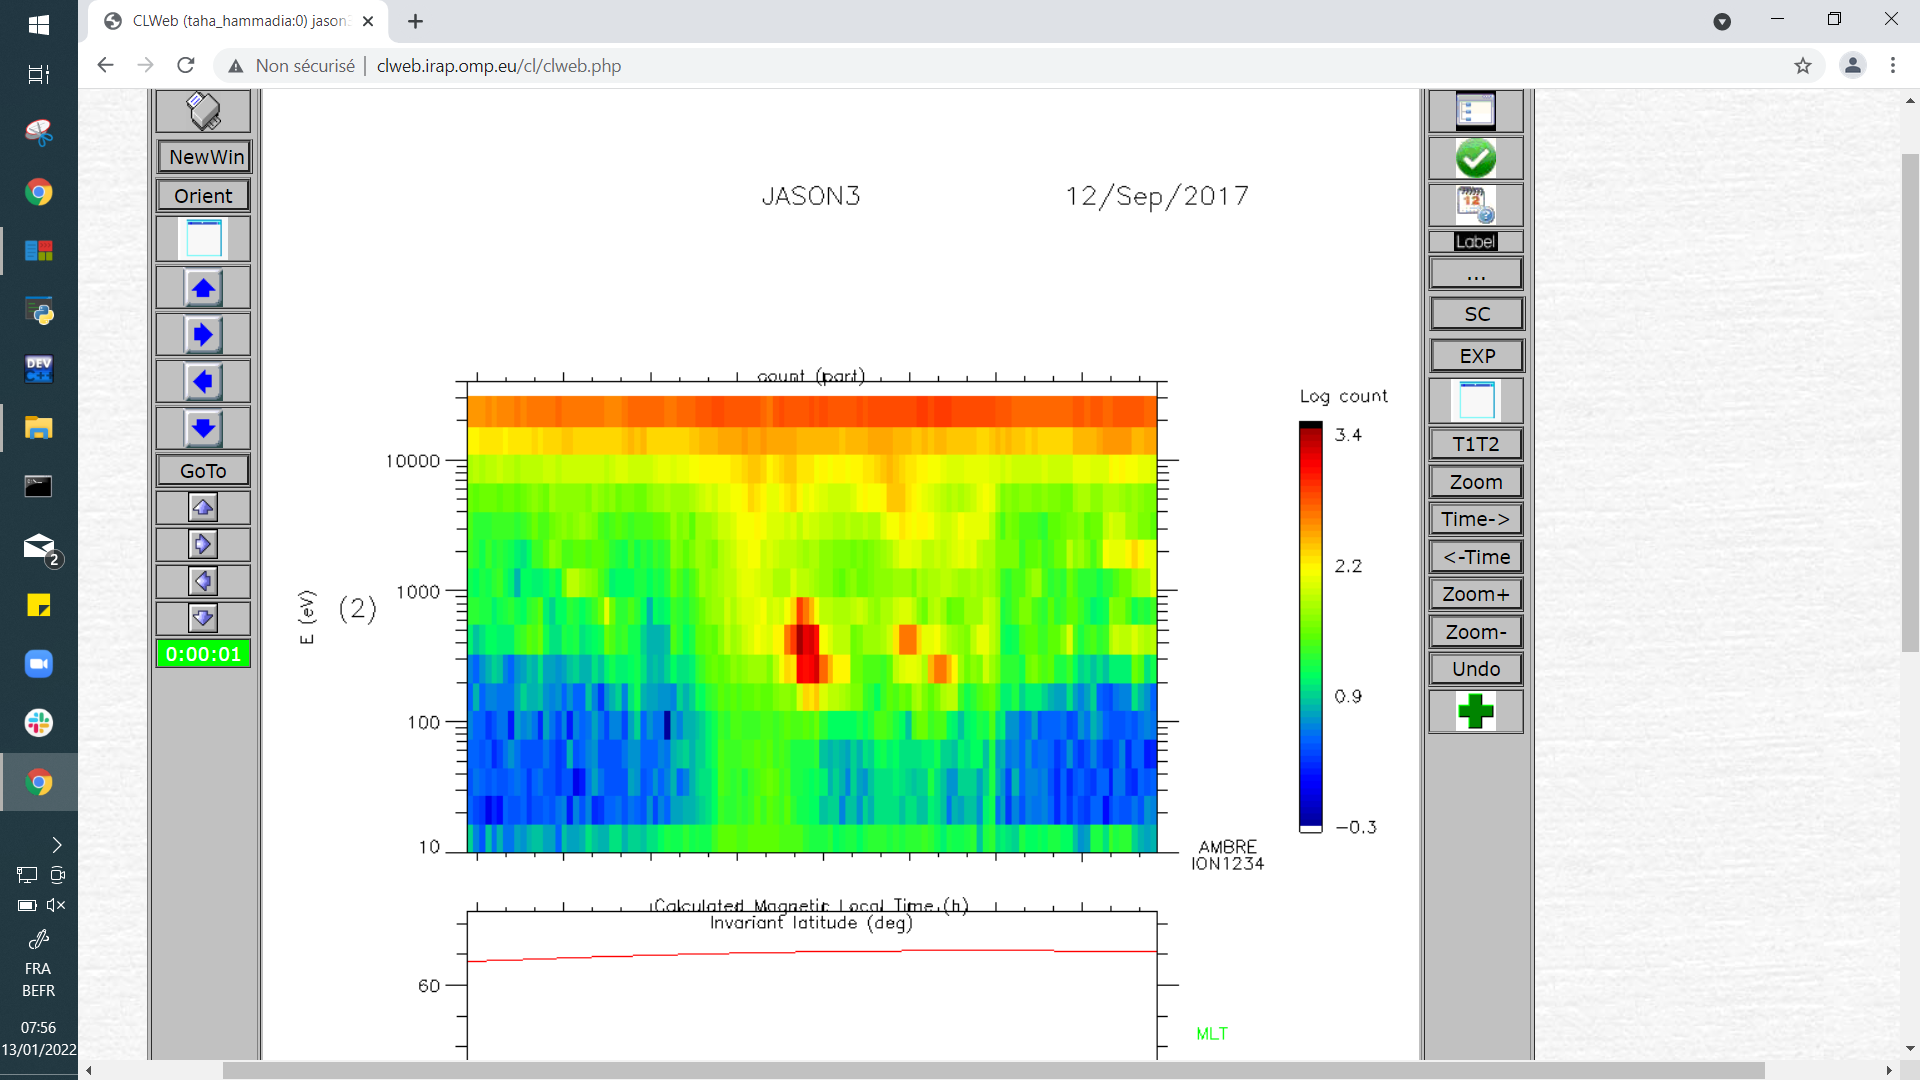 CLWeb (taha_hammadia:0) jason3
Non sécurisé
clweb.irap.omp.eu/cl/clweb.php
NewWin
Orient
GoTo
0:00:01
JASON3
12/Sep/2017
count (part)
10000
1000
100
10
E (eV)
(2)
Log count
3.4
2.2
0.9
−0.3
AMBRE
ION1234
Calculated Magnetic Local Time (h)
Invariant latitude (deg)
60
MLT
12
Label
...
SC
EXP
T1T2
Zoom
Time->
<-Time
Zoom+
Zoom-
Undo
DEV
C++
2
FRA
BEFR
07:56
13/01/2022